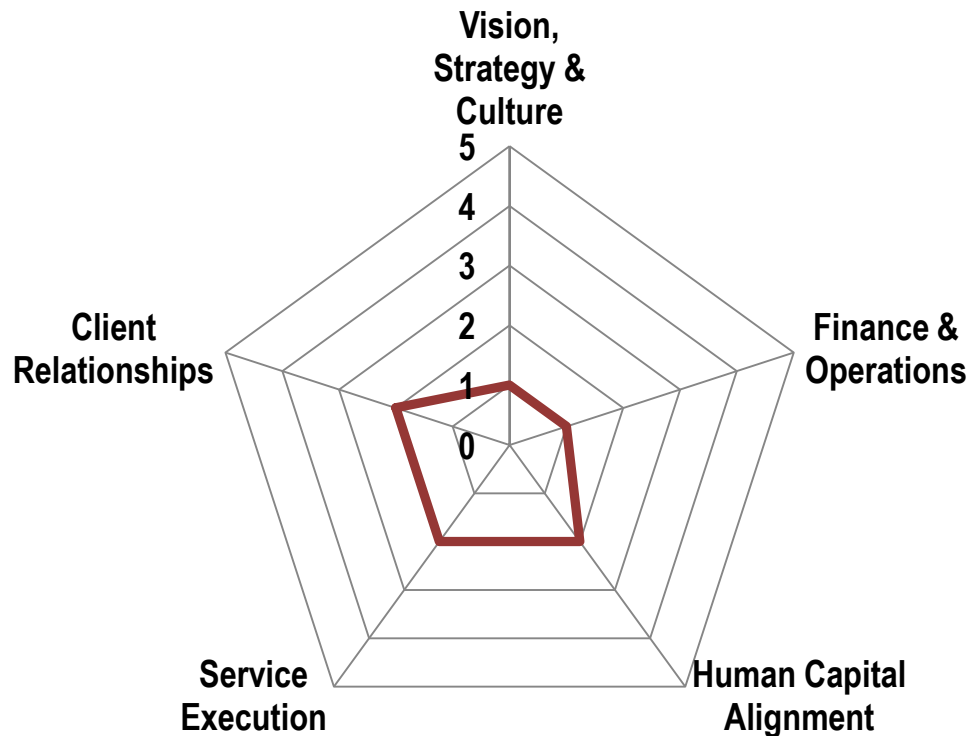 Vision,
Strategy &
Culture
5
4
3
2
1
0
Client
Relationships
Finance &
Operations
Service
Execution
Human Capital
Alignment